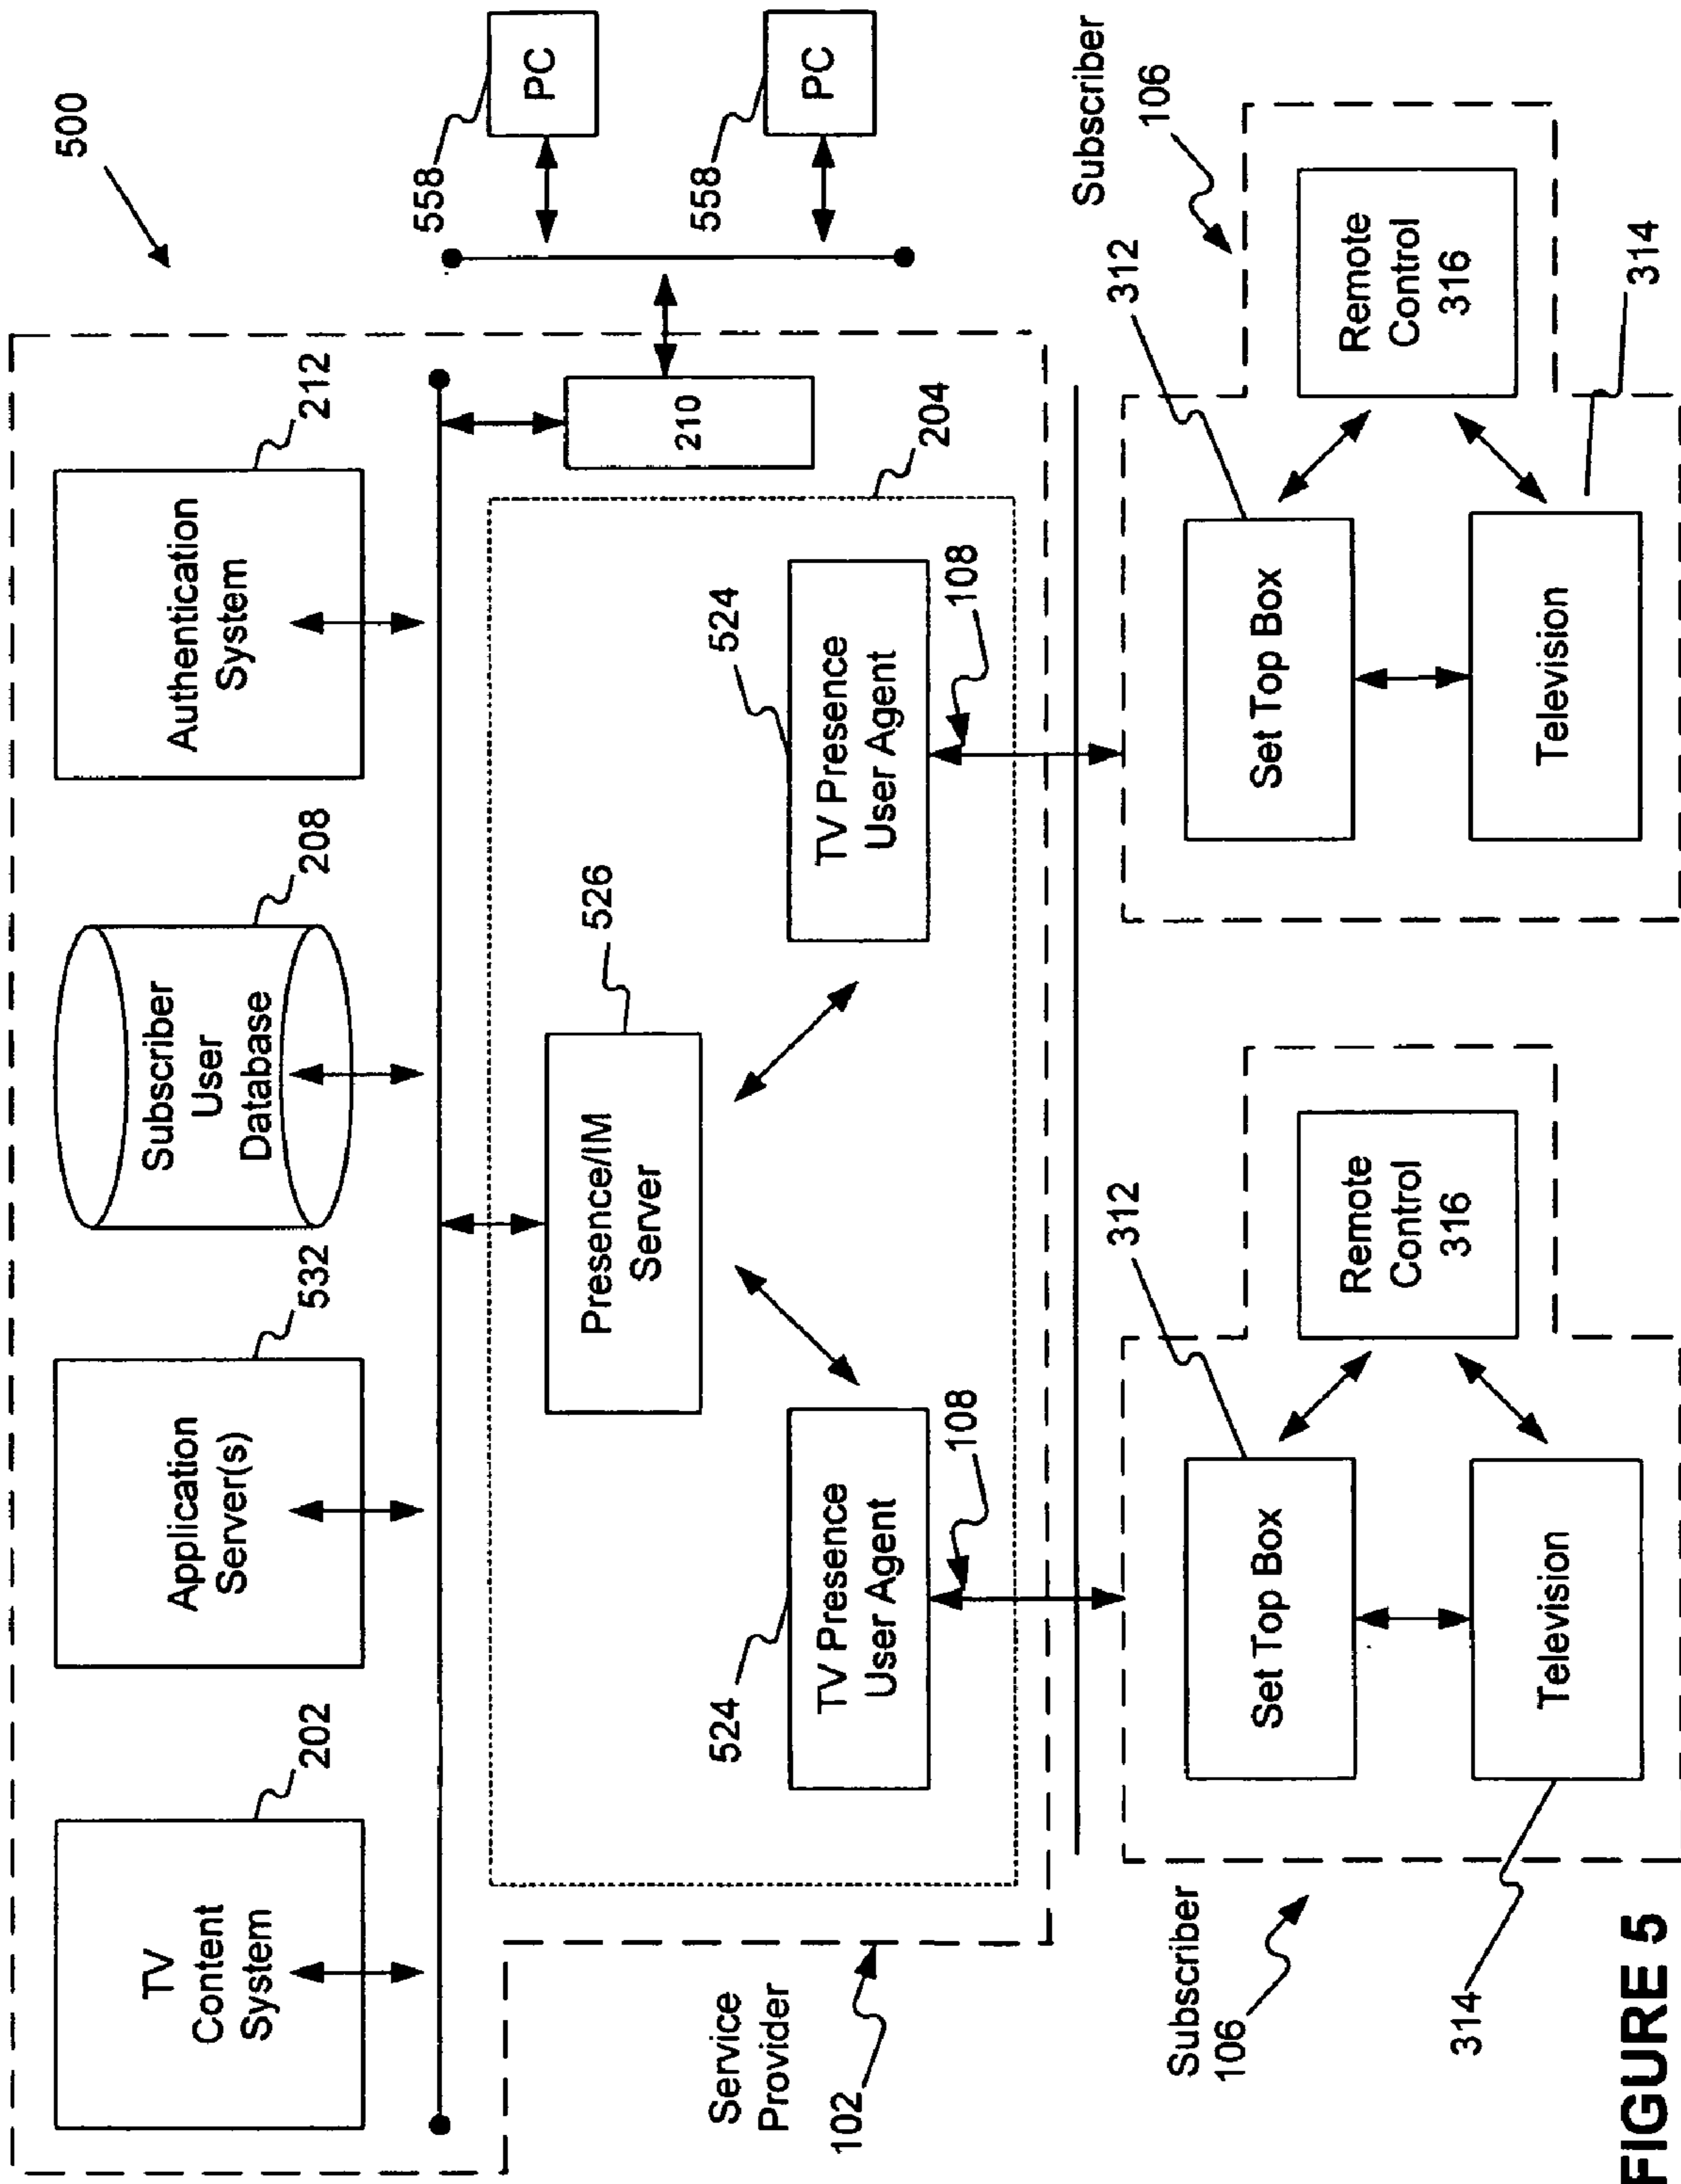 500
TV
Content
System
202
Application
Server(s)
532
Subscriber
User
Database
208
Authentication
System
212
558
PC
558
PC
210
204
Presence/IM
Server
526
TV Presence
User Agent
524
108
TV Presence
User Agent
524
108
Service
Provider
102
Subscriber
106
Set Top Box
312
Remote
Control
316
Television
314
Subscriber
106
Set Top Box
312
Remote
Control
316
Television
314
FIGURE 5